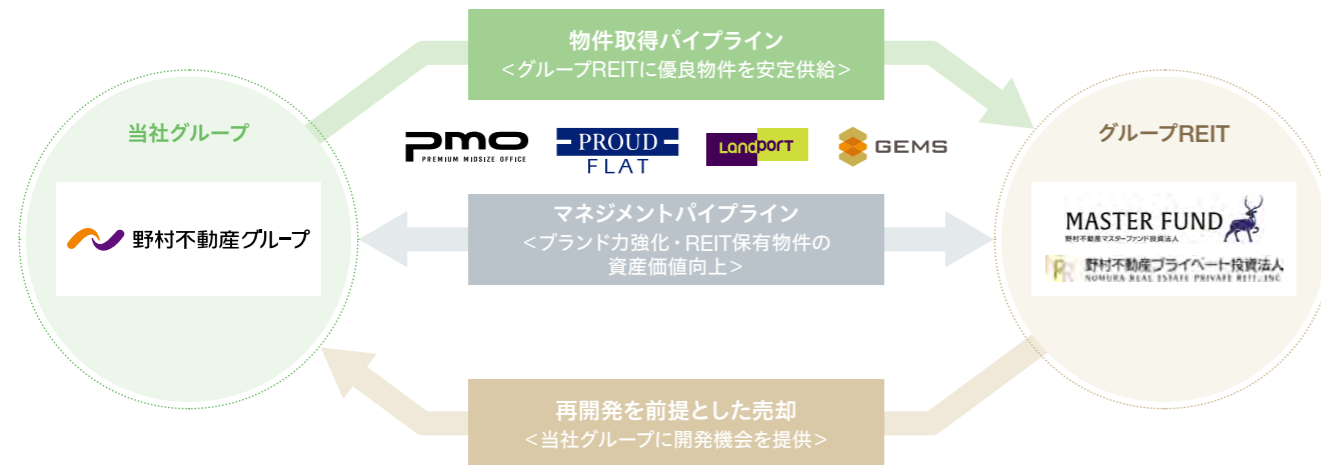 物件取得パイプライン
<グループREITに優良物件を安定供給>
当社グループ
野村不動産グループ
PMO
PREMIUM MIDSIZE OFFICE
PROUD
FLAT
Landport
GEMS
マネジメントパイプライン
<ブランド力強化・REIT保有物件の
資産価値向上>
グループREIT
MASTER FUND
野村不動産マスターファンド投資法人
PR
野村不動産プライベート投資法人
NOMURA REAL ESTATE PRIVATE REIT, INC
再開発を前提とした売却
<当社グループに開発機会を提供>